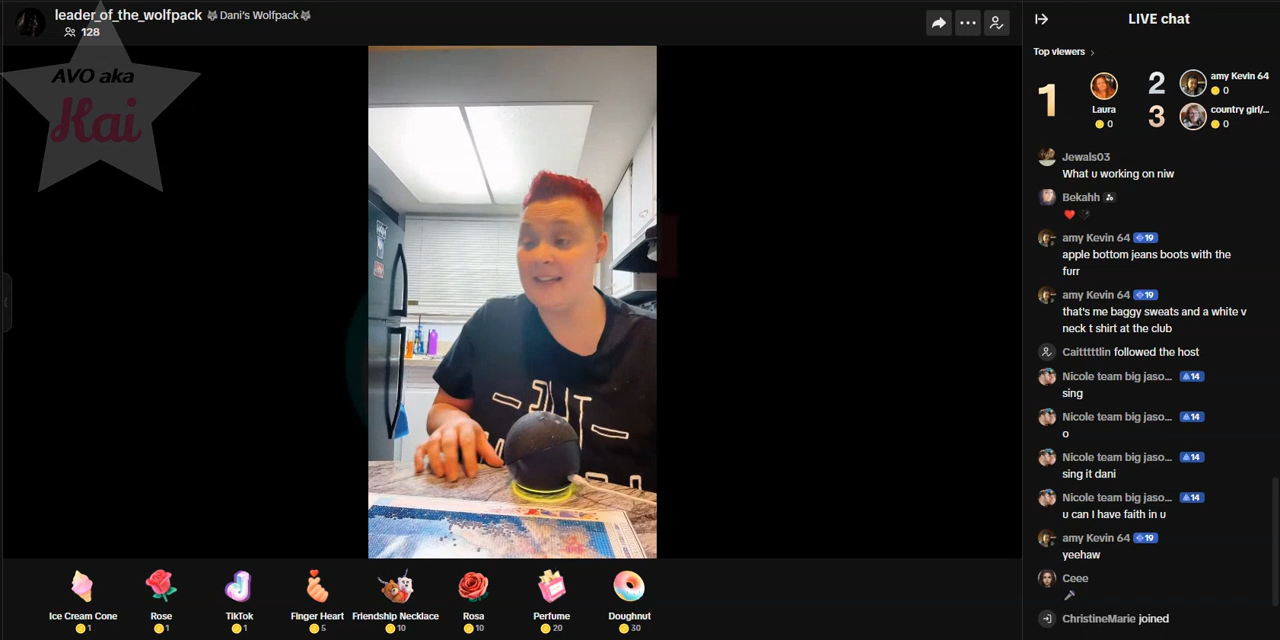 leader_of_the_wolfpack 🐺Dani's Wolfpack🐺
128
AVO aka
Kai
LIVE chat
Top viewers >
1
Laura
0
2
amy Kevin 64
0
3
country girl/...
0
Jewals03
What u working on niw
Bekahh
amy Kevin 64 19
apple bottom jeans boots with the
furr
amy Kevin 64 19
that's me baggy sweats and a white v
neck t shirt at the club
Caitttttlin followed the host
Nicole team big jaso... 14
sing
Nicole team big jaso... 14
o
Nicole team big jaso... 14
sing it dani
Nicole team big jaso... 14
u can I have faith in u
amy Kevin 64 19
yeehaw
Ceee
ChristineMarie joined
Ice Cream Cone
1
Rose
1
TikTok
1
Finger Heart
5
Friendship Necklace
10
Rosa
10
Perfume
20
Doughnut
30